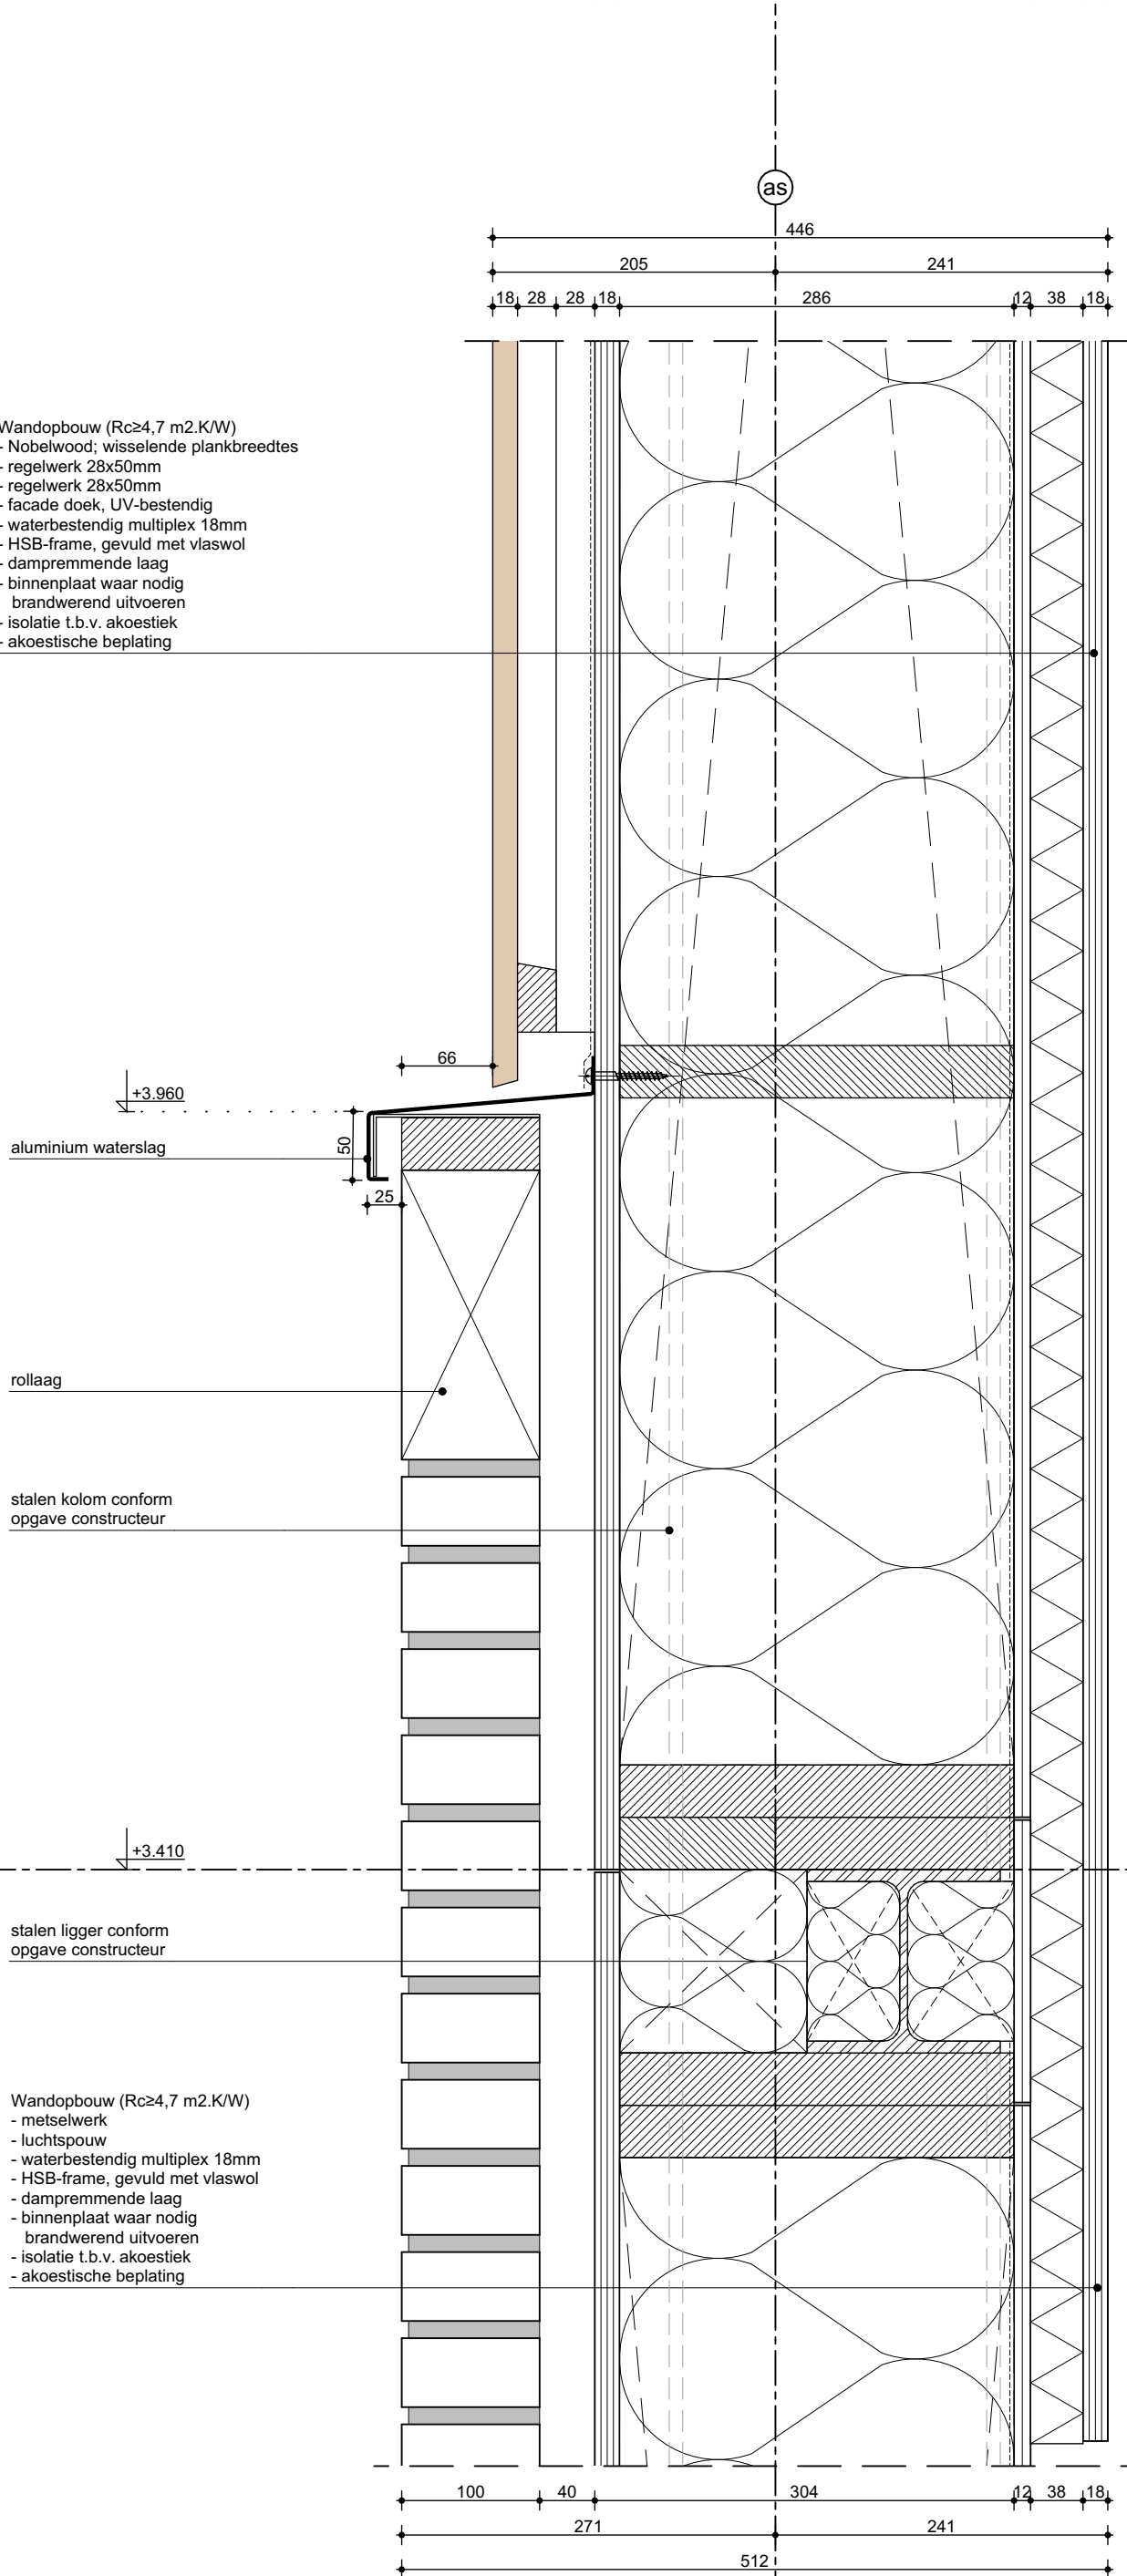 as
446
205 241
18 28 28 18 286 12 38 18
Wandopbouw (Rc≥4,7 m2.K/W)
- Nobelwood; wisselende plankbreedtes
- regelwerk 28x50mm
- regelwerk 28x50mm
- facade doek, UV-bestendig
- waterbestendig multiplex 18mm
- HSB-frame, gevuld met vlaswol
- dampremmende laag
- binnenplaat waar nodig
brandwerend uitvoeren
- isolatie t.b.v. akoestiek
- akoestische beplating
66
+3.960
50
aluminium waterslag
25
rollaag
stalen kolom conform
opgave constructeur
+3.410
stalen ligger conform
opgave constructeur
Wandopbouw (Rc≥4,7 m2.K/W)
- metselwerk
- luchtspouw
- waterbestendig multiplex 18mm
- HSB-frame, gevuld met vlaswol
- dampremmende laag
- binnenplaat waar nodig
brandwerend uitvoeren
- isolatie t.b.v. akoestiek
- akoestische beplating
100 40 304 12 38 18
271 241
512